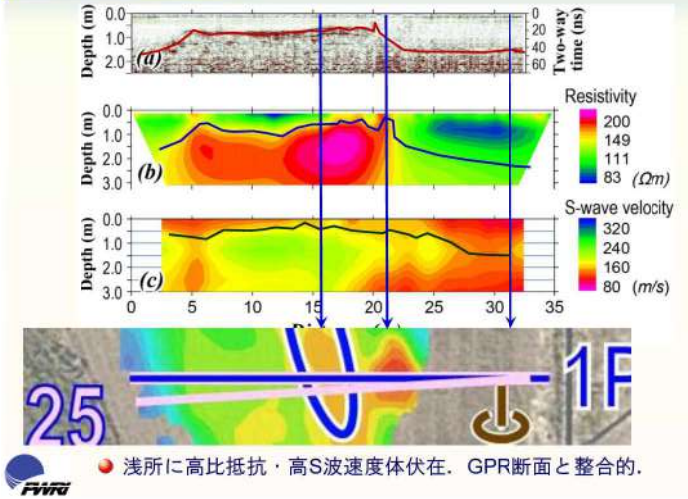 0.0
1.0
2.0
Depth (m)
(a)
0
20
40
60
Two-way
time (ns)
0.0
1.0
2.0
3.0
Depth (m)
(b)
Resistivity
200
149
111
83 (Ωm)
0.0
1.0
2.0
3.0
Depth (m)
(c)
S-wave velocity
320
240
160
80 (m/s)
0 5 10 15 20 25 30 35
25
1P
浅所に高比抵抗・高S波速度体伏在．GPR断面と整合的．
PWRI